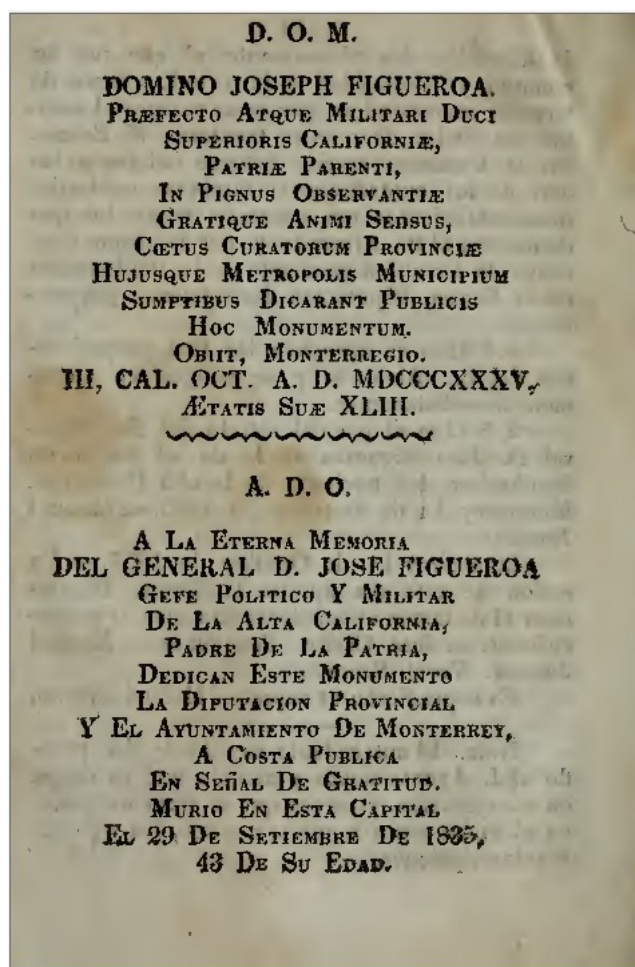 D. O. M.
DOMINO JOSEPH FIGUEROA.
PRÆFECTO ATQUE MILITARI DUCI
SUPERIORIS CALIFORNIÆ,
PATRIÆ PARENTI,
IN PIGNUS OBSERVANTIÆ
GRATIQUE ANIMI SEDSUS,
CŒTUS CURATORUM PROVINCIÆ
HUJUSQUE METROPOLIS MUNICIPIUM
SUMPTIBUS DICARANT PUBLICIS
HOC MONUMENTUM.
OBIIT, MONTERREGIO.
III, CAL. OCT. A. D. MDCCCXXXV,
ÆTATIS SUÆ XLIII.
A. D. O.
A LA ETERNA MEMORIA
DEL GENERAL D. JOSE FIGUEROA
GEFE POLITICO Y MILITAR
DE LA ALTA CALIFORNIA,
PADRE DE LA PATRIA,
DEDICAN ESTE MONUMENTO
LA DIPUTACION PROVINCIAL
Y EL AYUNTAMIENTO DE MONTERREY,
A COSTA PUBLICA
EN SEñAL DE GRATITUD.
MURIO EN ESTA CAPITAL
EL 29 DE SETIEMBRE DE 1835,
43 DE SU EDAD.